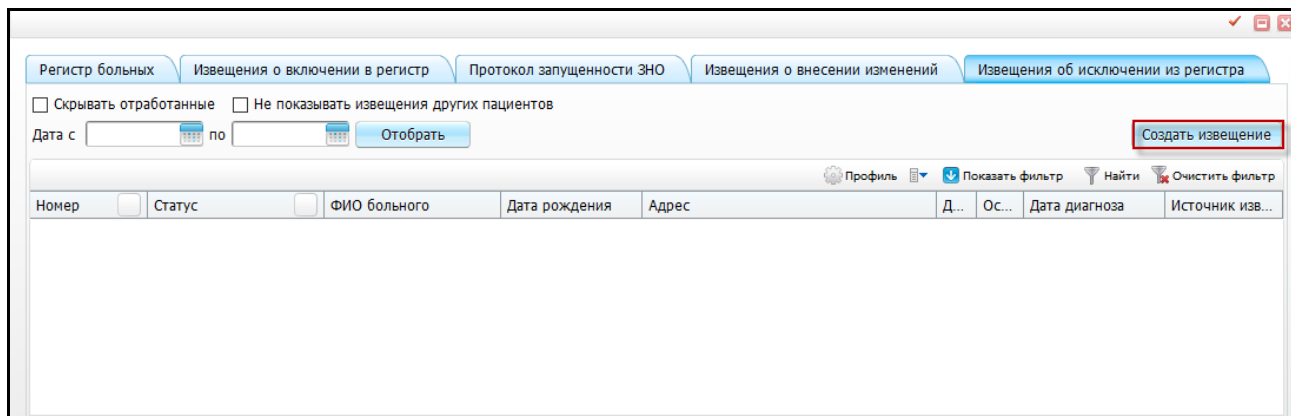 Регистр больных Извещения о включении в регистр Протокол запущенности ЗНО Извещения о внесении изменений Извещения об исключении из регистра
Скрывать отработанные Не показывать извещения других пациентов
Дата с по Отобрать Создать извещение
Профиль Показать фильтр Найти Очистить фильтр
Номер Статус ФИО больного Дата рождения Адрес Д... Ос... Дата диагноза Источник изв...